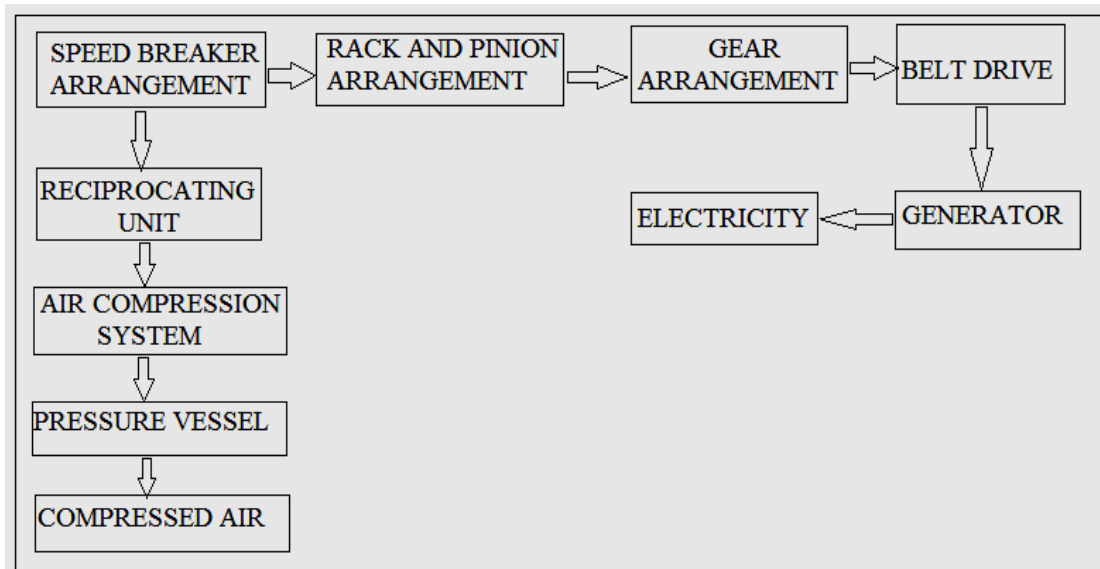 SPEED BREAKER
ARRANGEMENT
RACK AND PINION
ARRANGEMENT
GEAR
ARRANGEMENT
BELT DRIVE
RECIPROCATING
UNIT
ELECTRICITY
GENERATOR
AIR COMPRESSION
SYSTEM
PRESSURE VESSEL
COMPRESSED AIR